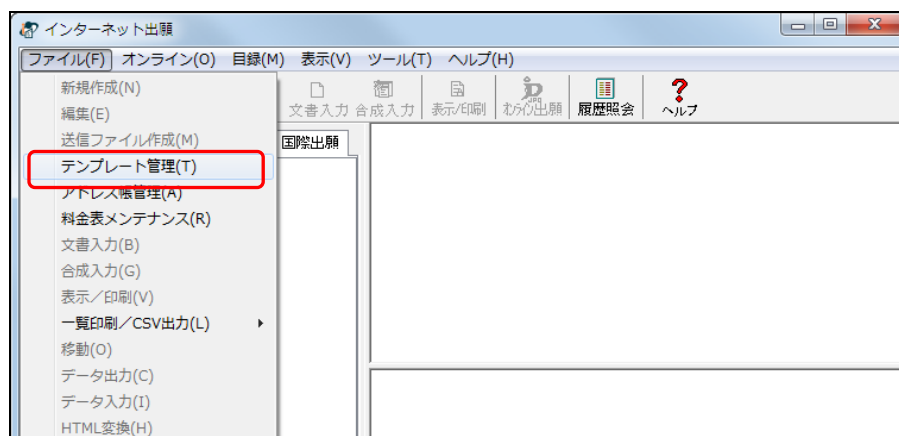 インターネット出願
ファイル(F) オンライン(O) 目録(M) 表示(V) ツール(T) ヘルプ(H)
文書入力 合成入力 表示/印刷 オンライン出願 履歴照会 ヘルプ
国際出願
新規作成(N)
編集(E)
送信ファイル作成(M)
テンプレート管理(T)
アドレス帳管理(A)
料金表メンテナンス(R)
文書入力(B)
合成入力(G)
表示／印刷(V)
一覧印刷／CSV出力(L)
移動(O)
データ出力(C)
データ入力(I)
HTML変換(H)